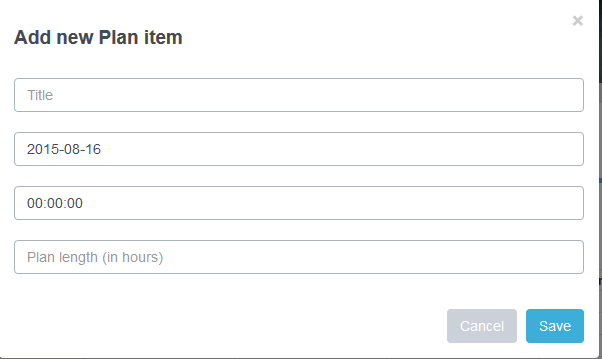 ×
Add new Plan item
Title
2015-08-16
00:00:00
Plan length (in hours)
Cancel Save